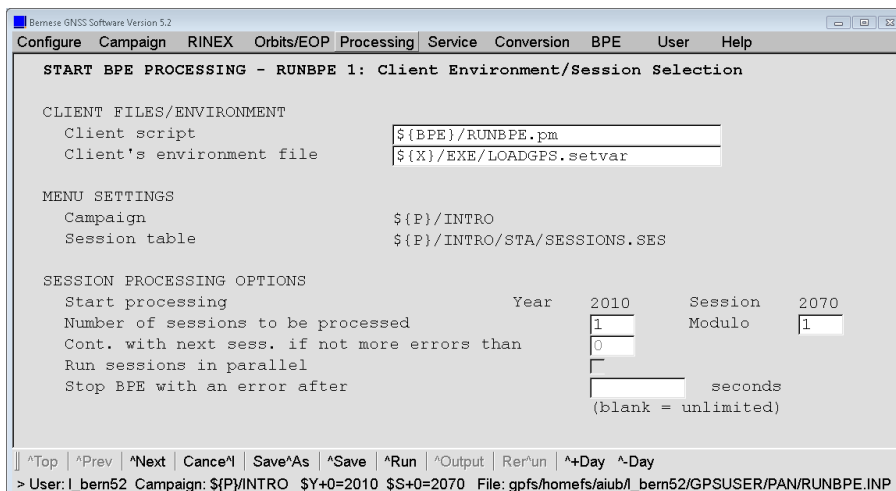 Bernese GNSS Software Version 5.2
Configure Campaign RINEX Orbits/EOP Processing Service Conversion BPE User Help
START BPE PROCESSING - RUNBPE 1: Client Environment/Session Selection
CLIENT FILES/ENVIRONMENT
Client script ${BPE}/RUNBPE.pm
Client's environment file ${X}/EXE/LOADGPS.setvar
MENU SETTINGS
Campaign ${P}/INTRO
Session table ${P}/INTRO/STA/SESSIONS.SES
SESSION PROCESSING OPTIONS
Start processing Year 2010 Session 2070
Number of sessions to be processed 1 Modulo 1
Cont. with next sess. if not more errors than 0
Run sessions in parallel
Stop BPE with an error after seconds
(blank = unlimited)
^Top | ^Prev | ^Next | Cance^l | Save^As | ^Save | ^Run | ^Output | Rer^un | ^+Day ^-Day
> User: l_bern52 Campaign: ${P}/INTRO $Y+0=2010 $S+0=2070 File: gpfs/homefs/aiub/l_bern52/GPSUSER/PAN/RUNBPE.INP